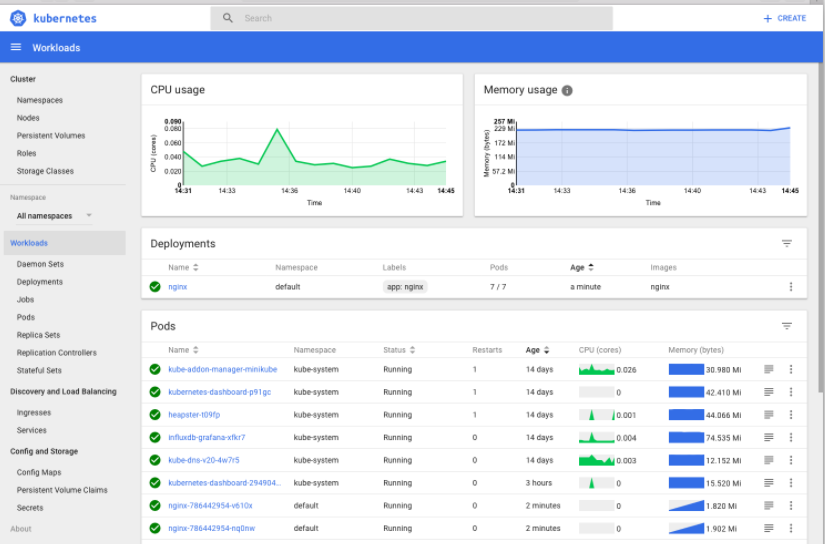 kubernetes
Search
+ CREATE
Workloads
Cluster
Namespaces
Nodes
Persistent Volumes
Roles
Storage Classes
Namespace
All namespaces
Workloads
Daemon Sets
Deployments
Jobs
Pods
Replica Sets
Replication Controllers
Stateful Sets
Discovery and Load Balancing
Ingresses
Services
Config and Storage
Config Maps
Persistent Volume Claims
Secrets
About
CPU usage
CPU (cores)
0.090
0.080
0.060
0.040
0.020
0
14:31 14:33 14:36 14:40 14:43 14:45
Time
Memory usage
Memory (bytes)
257 Mi
229 Mi
172 Mi
114 Mi
57.2 Mi
0
14:31 14:33 14:36 14:40 14:43 14:45
Time
Deployments
Name Namespace Labels Pods Age Images
nginx default app: nginx 7 / 7 a minute nginx
Pods
Name Namespace Status Restarts Age CPU (cores) Memory (bytes)
kube-addon-manager-minikube kube-system Running 1 14 days 0.026 30.980 Mi
kubernetes-dashboard-p91gc kube-system Running 1 14 days 0 42.410 Mi
heapster-t09fp kube-system Running 1 14 days 0.001 44.066 Mi
influxdb-grafana-xfkr7 kube-system Running 0 14 days 0.004 74.535 Mi
kube-dns-v20-4w7r5 kube-system Running 0 14 days 0.003 12.152 Mi
kubernetes-dashboard-294904... kube-system Running 0 3 hours 0 15.520 Mi
nginx-786442954-v610x default Running 0 2 minutes 0 1.820 Mi
nginx-786442954-nq0nw default Running 0 2 minutes 0 1.902 Mi